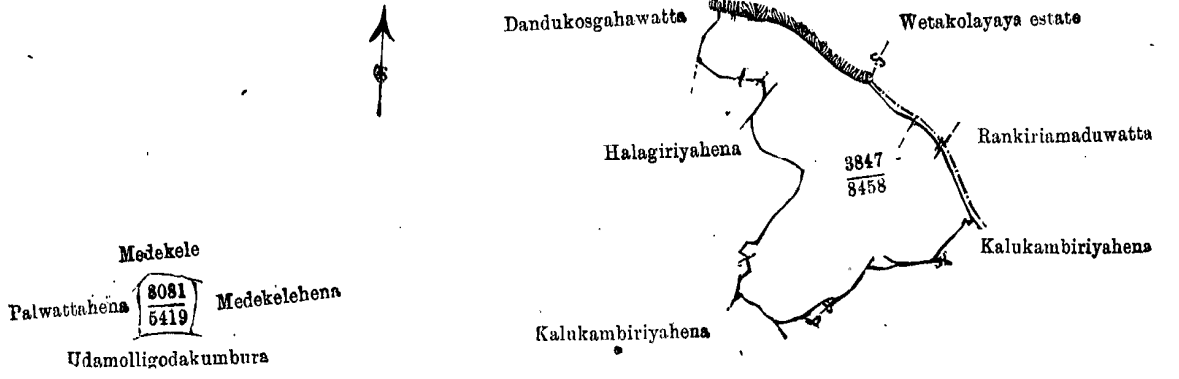 Dandukosgahawatta
Wetakolayaya estate
Halagiriyahena
Rankiriamaduwatta
3847
8458
Kalukambiriyahena
Kalukambiriyahena
Medekele
Palwattahena
8081
5419
Medekelehena
Udamolligodakumbura